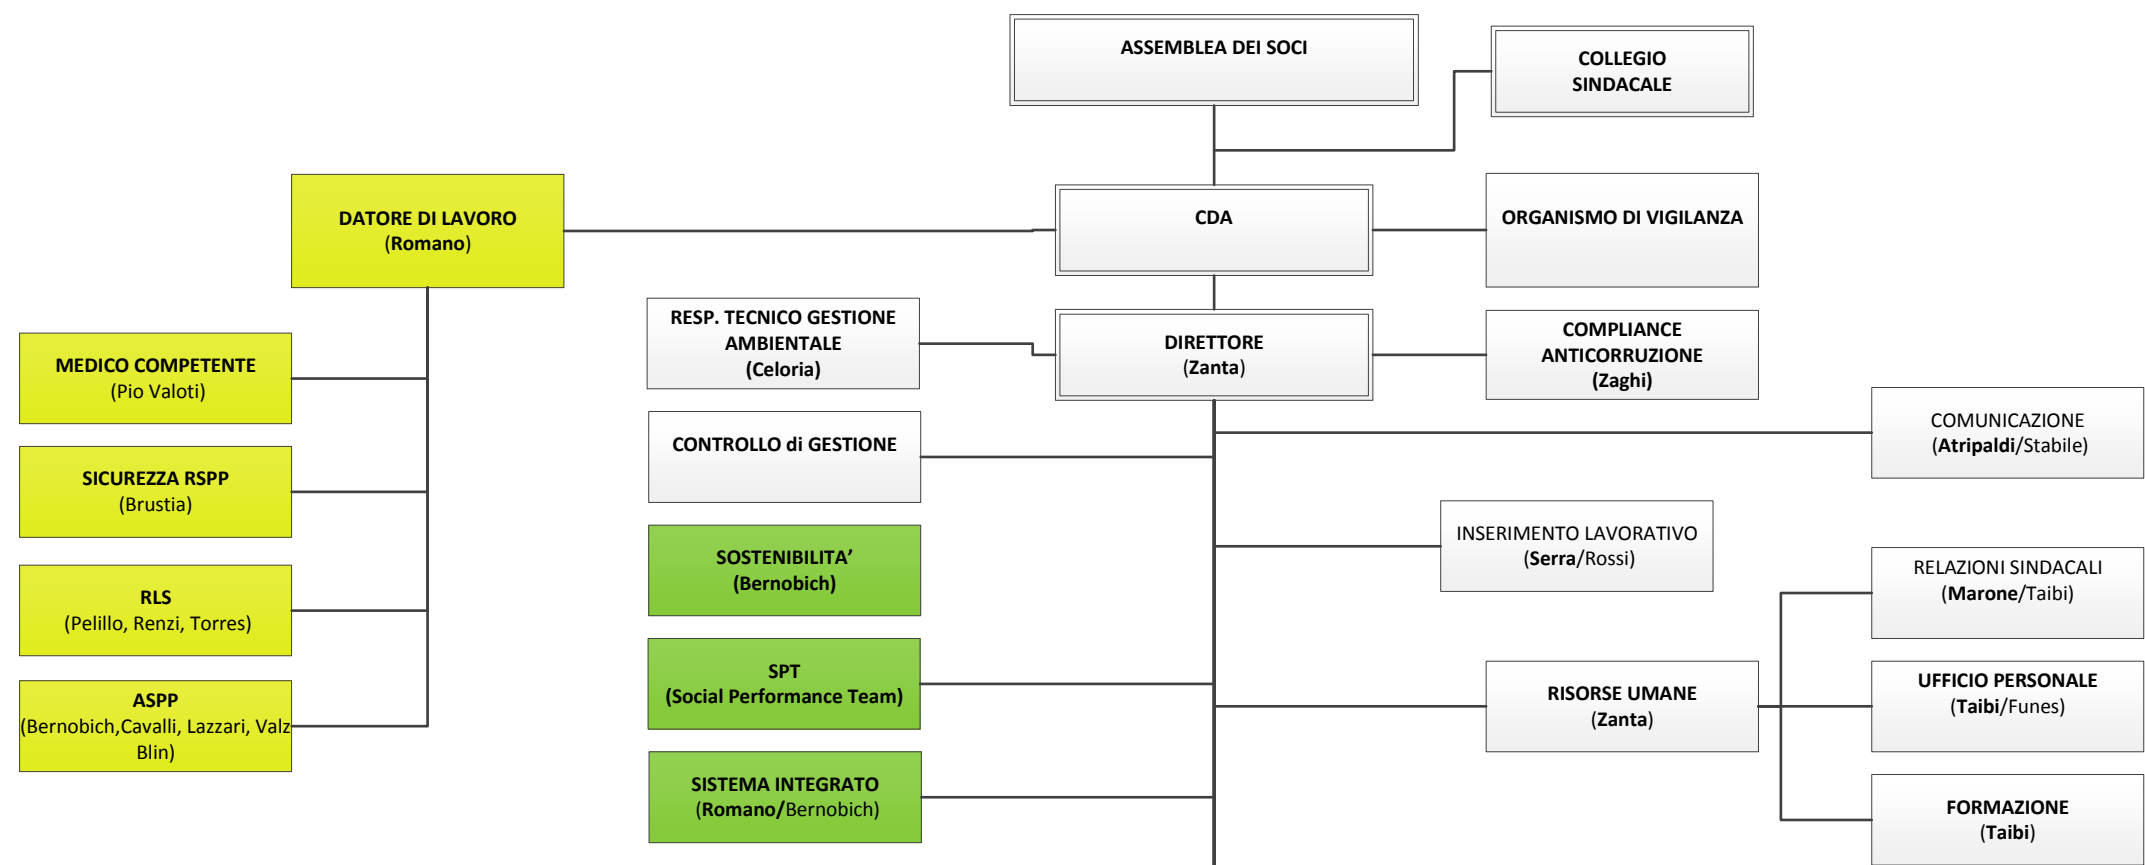 ASSEMBLEA DEI SOCI
COLLEGIO
SINDACALE
DATORE DI LAVORO
(Romano)
CDA
ORGANISMO DI VIGILANZA
RESP. TECNICO GESTIONE
AMBIENTALE
(Celoria)
DIRETTORE
(Zanta)
COMPLIANCE
ANTICORRUZIONE
(Zaghi)
MEDICO COMPETENTE
(Pio Valoti)
CONTROLLO di GESTIONE
COMUNICAZIONE
(Atripaldi/Stabile)
SICUREZZA RSPP
(Brustia)
SOSTENIBILITA’
(Bernobich)
INSERIMENTO LAVORATIVO
(Serra/Rossi)
RELAZIONI SINDACALI
(Marone/Taibi)
RLS
(Pelillo, Renzi, Torres)
SPT
(Social Performance Team)
RISORSE UMANE
(Zanta)
UFFICIO PERSONALE
(Taibi/Funes)
ASPP
(Bernobich,Cavalli, Lazzari, Valz
Blin)
SISTEMA INTEGRATO
(Romano/Bernobich)
FORMAZIONE
(Taibi)